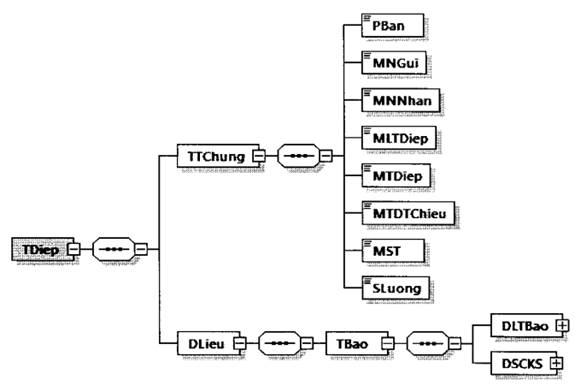 PBan
MNGui
MNNhan
MLTDiep
TTChung
MTDiep
MTDTChieu
TDiep
MST
SLuong
DLieu
TBao
DLTBao
DSCKS